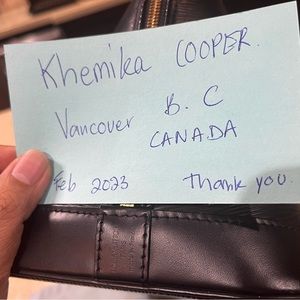 Khemika COOPER.
Vancouver B.C
CANADA
Feb 2023 Thank you.